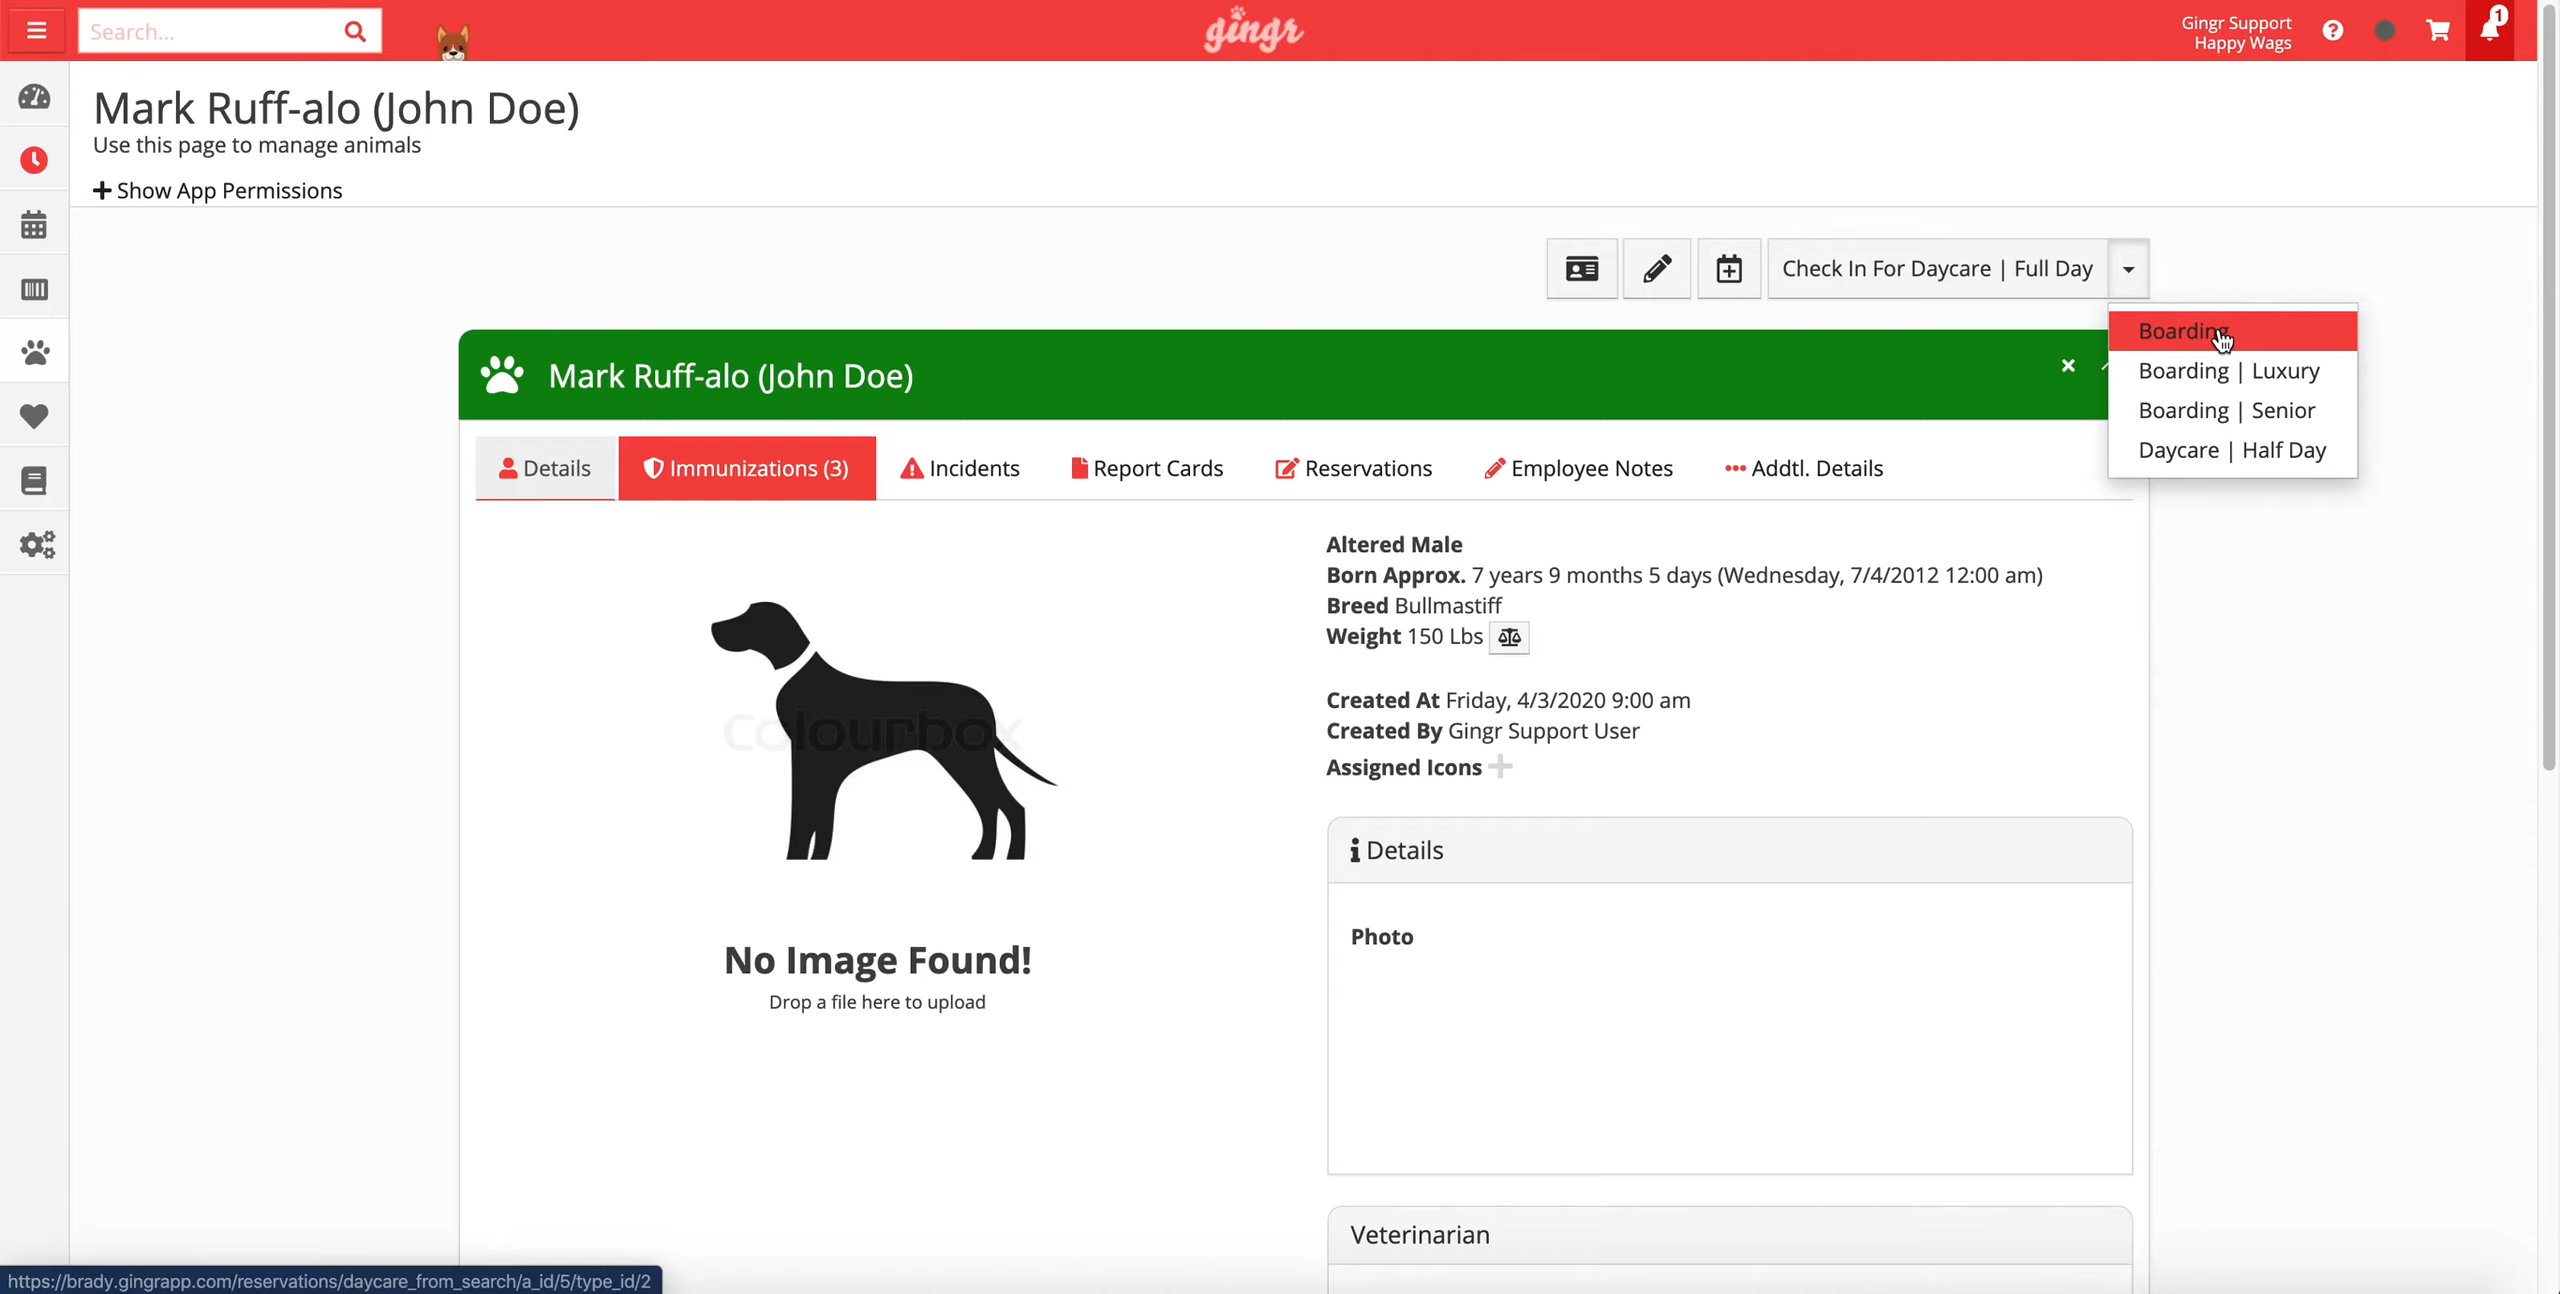 Search...
gingr
Gingr Support
Happy Wags
1
Mark Ruff-alo (John Doe)
Use this page to manage animals
Show App Permissions
Check In For Daycare | Full Day
Boarding
Boarding | Luxury
Boarding | Senior
Daycare | Half Day
Mark Ruff-alo (John Doe)
Details
Immunizations (3)
Incidents
Report Cards
Reservations
Employee Notes
Addtl. Details
Altered Male
Born Approx. 7 years 9 months 5 days (Wednesday, 7/4/2012 12:00 am)
Breed Bullmastiff
Weight 150 Lbs
Created At Friday, 4/3/2020 9:00 am
Created By Gingr Support User
Assigned Icons
colourbox
No Image Found!
Drop a file here to upload
Details
Photo
Veterinarian
https://brady.gingrapp.com/reservations/daycare_from_search/a_id/5/type_id/2